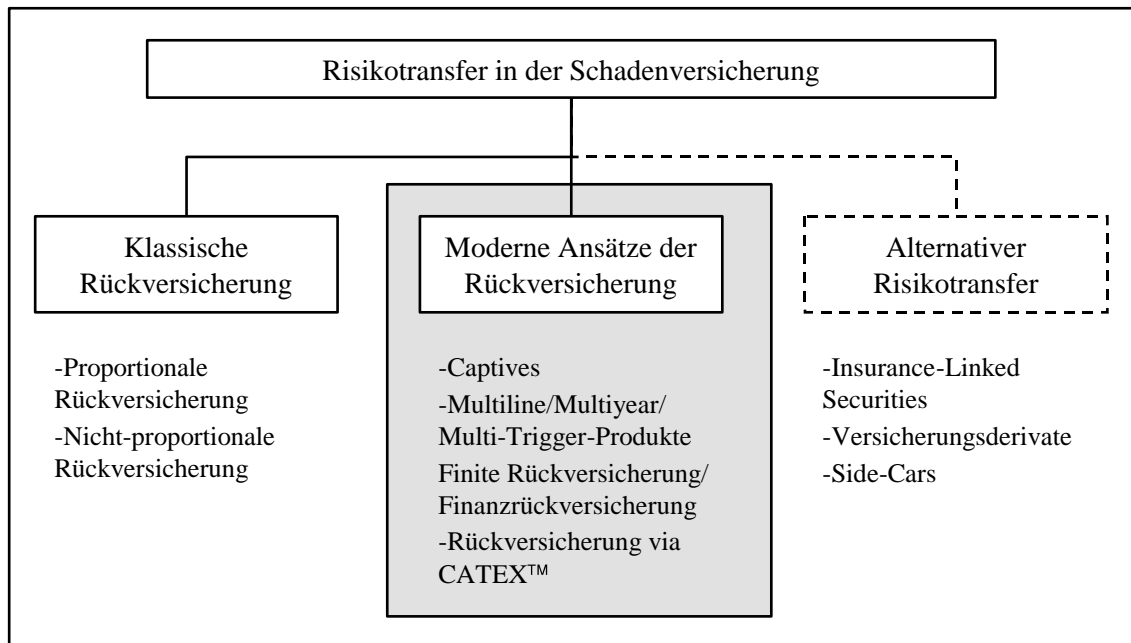 Risikotransfer in der Schadenversicherung
Klassische
Rückversicherung
-Proportionale
Rückversicherung
-Nicht-proportionale
Rückversicherung
Moderne Ansätze der
Rückversicherung
-Captives
-Multiline/Multiyear/
Multi-Trigger-Produkte
Finite Rückversicherung/
Finanzrückversicherung
-Rückversicherung via
CATEX™
Alternativer
Risikotransfer
-Insurance-Linked
Securities
-Versicherungsderivate
-Side-Cars